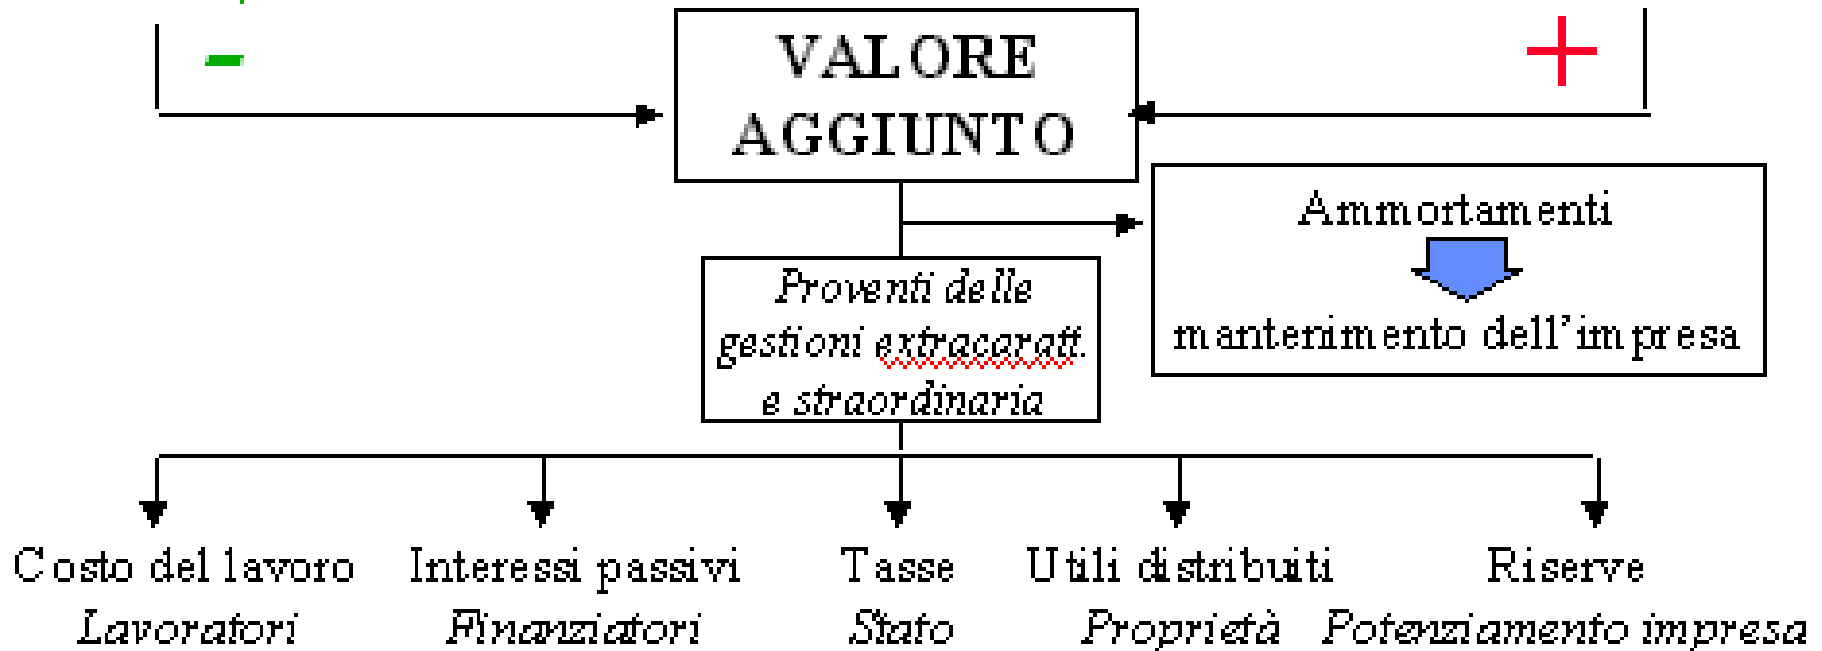 -
+
VALORE
AGGIUNTO
Ammortamenti
mantenimento dell'impresa
Proventi delle
gestioni extracaratt.
e straordinaria
Costo del lavoro
Lavoratori
Interessi passivi
Finanziatori
Tasse
Stato
Utili distribuiti
Proprietà
Riserve
Potenziamento impresa